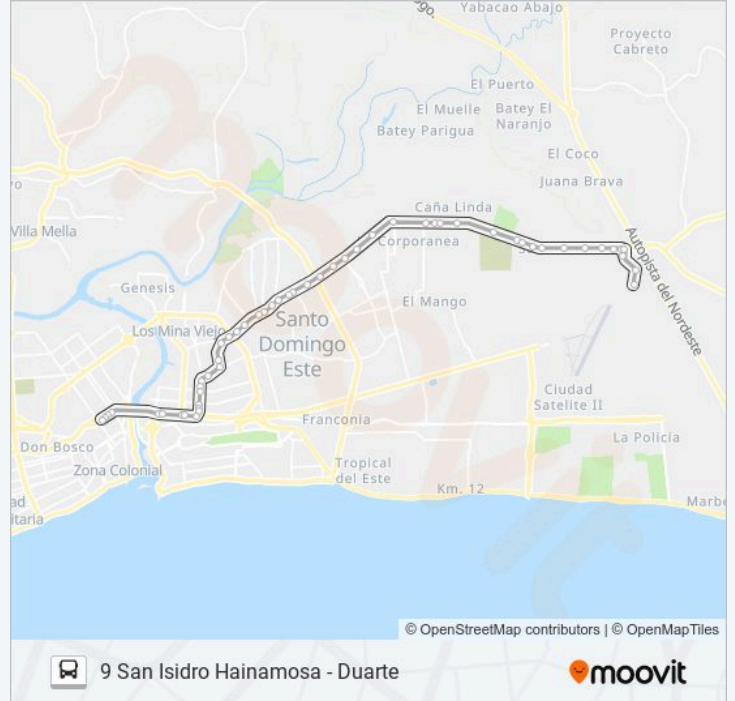 ogo.
Yabacao Abajo
Proyecto
Cabreto
El Puerto
El Muelle
Batey El
Naranjo
Batey Parigua
El Coco
Juana Brava
Caña Linda
Villa Mella
Corporanea
Autopista del Nordeste
Genesis
El Mango
Los Mina Viejo
Santo
Domingo
Este
Ciudad
Satelite II
Franconia
Don Bosco
La Policia
Zona Colonial
Tropical
del Este
Km. 12
ad
itaria
Marbe
© OpenStreetMap contributors | © OpenMapTiles
9 San Isidro Hainamosa - Duarte
moovit